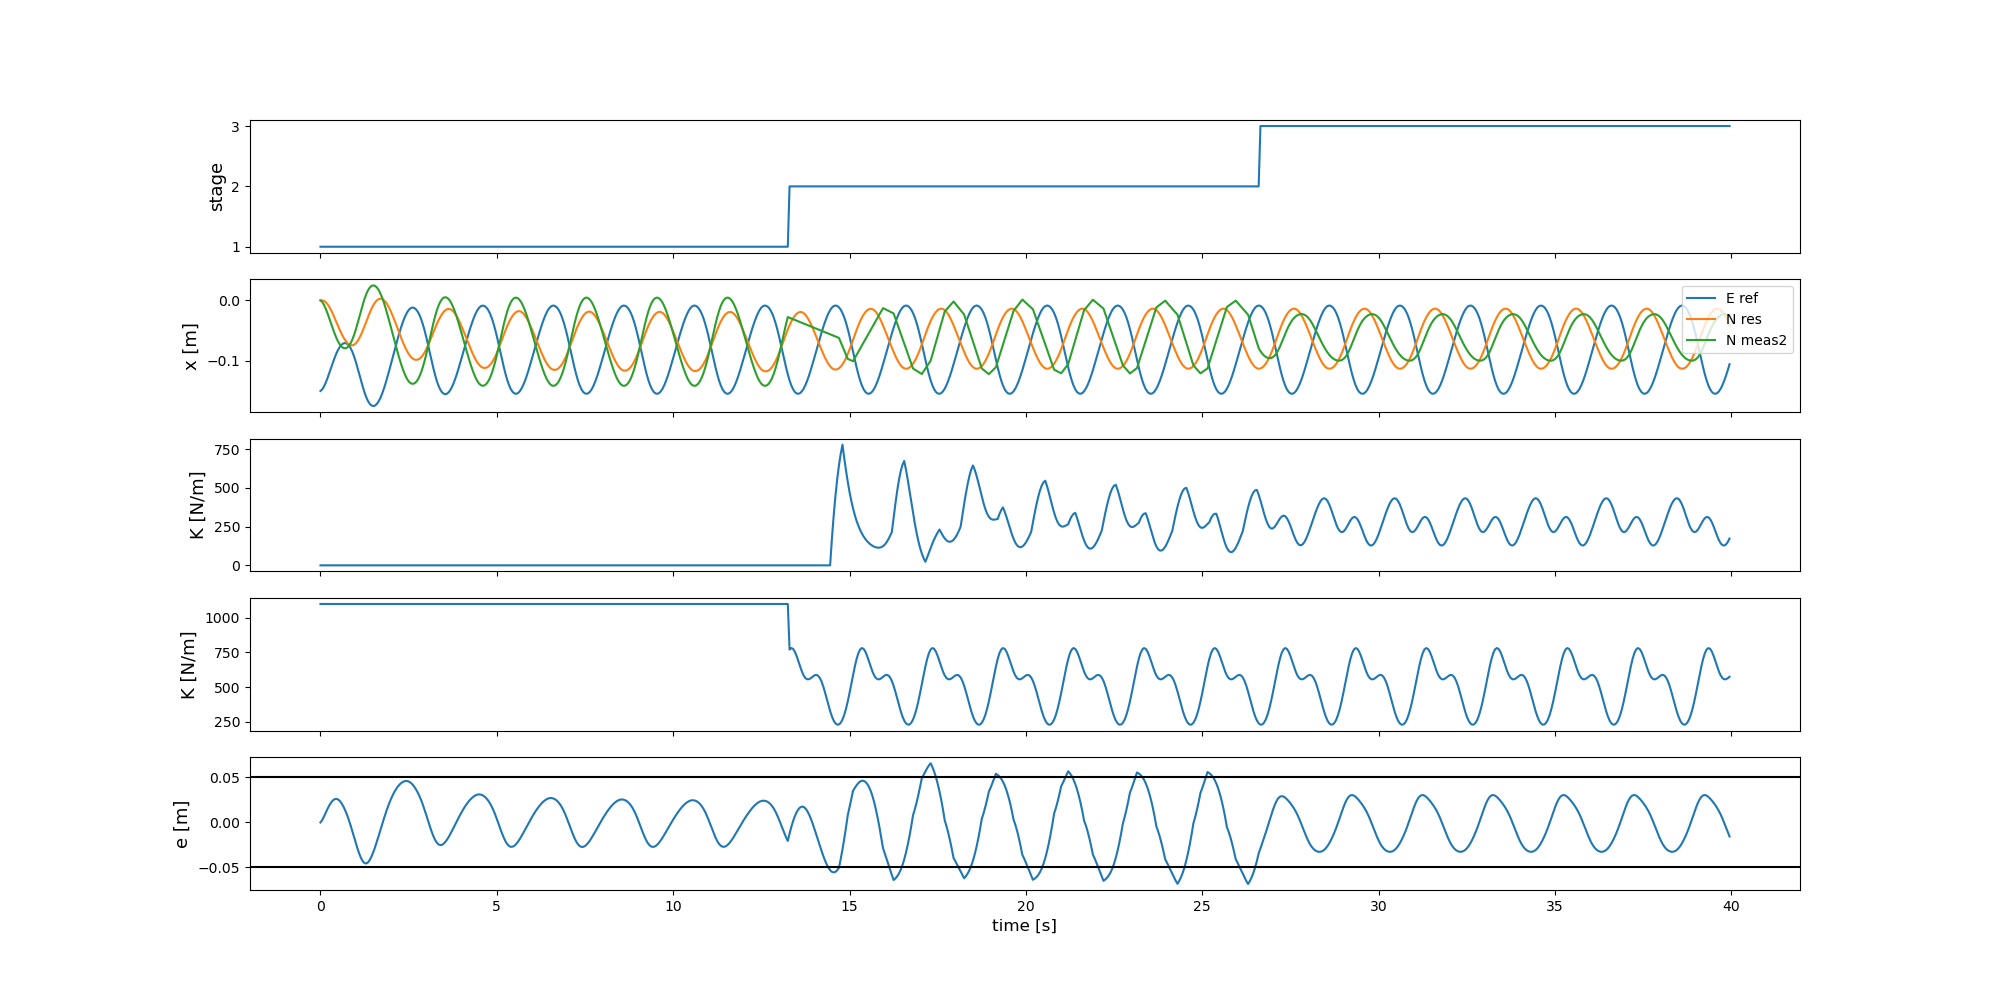 stage
3
2
1
x [m]
0.0
−0.1
E ref
N res
N meas2
K [N/m]
750
500
250
0
K [N/m]
1000
750
500
250
e [m]
0.05
0.00
−0.05
0 5 10 15 20 25 30 35 40
time [s]